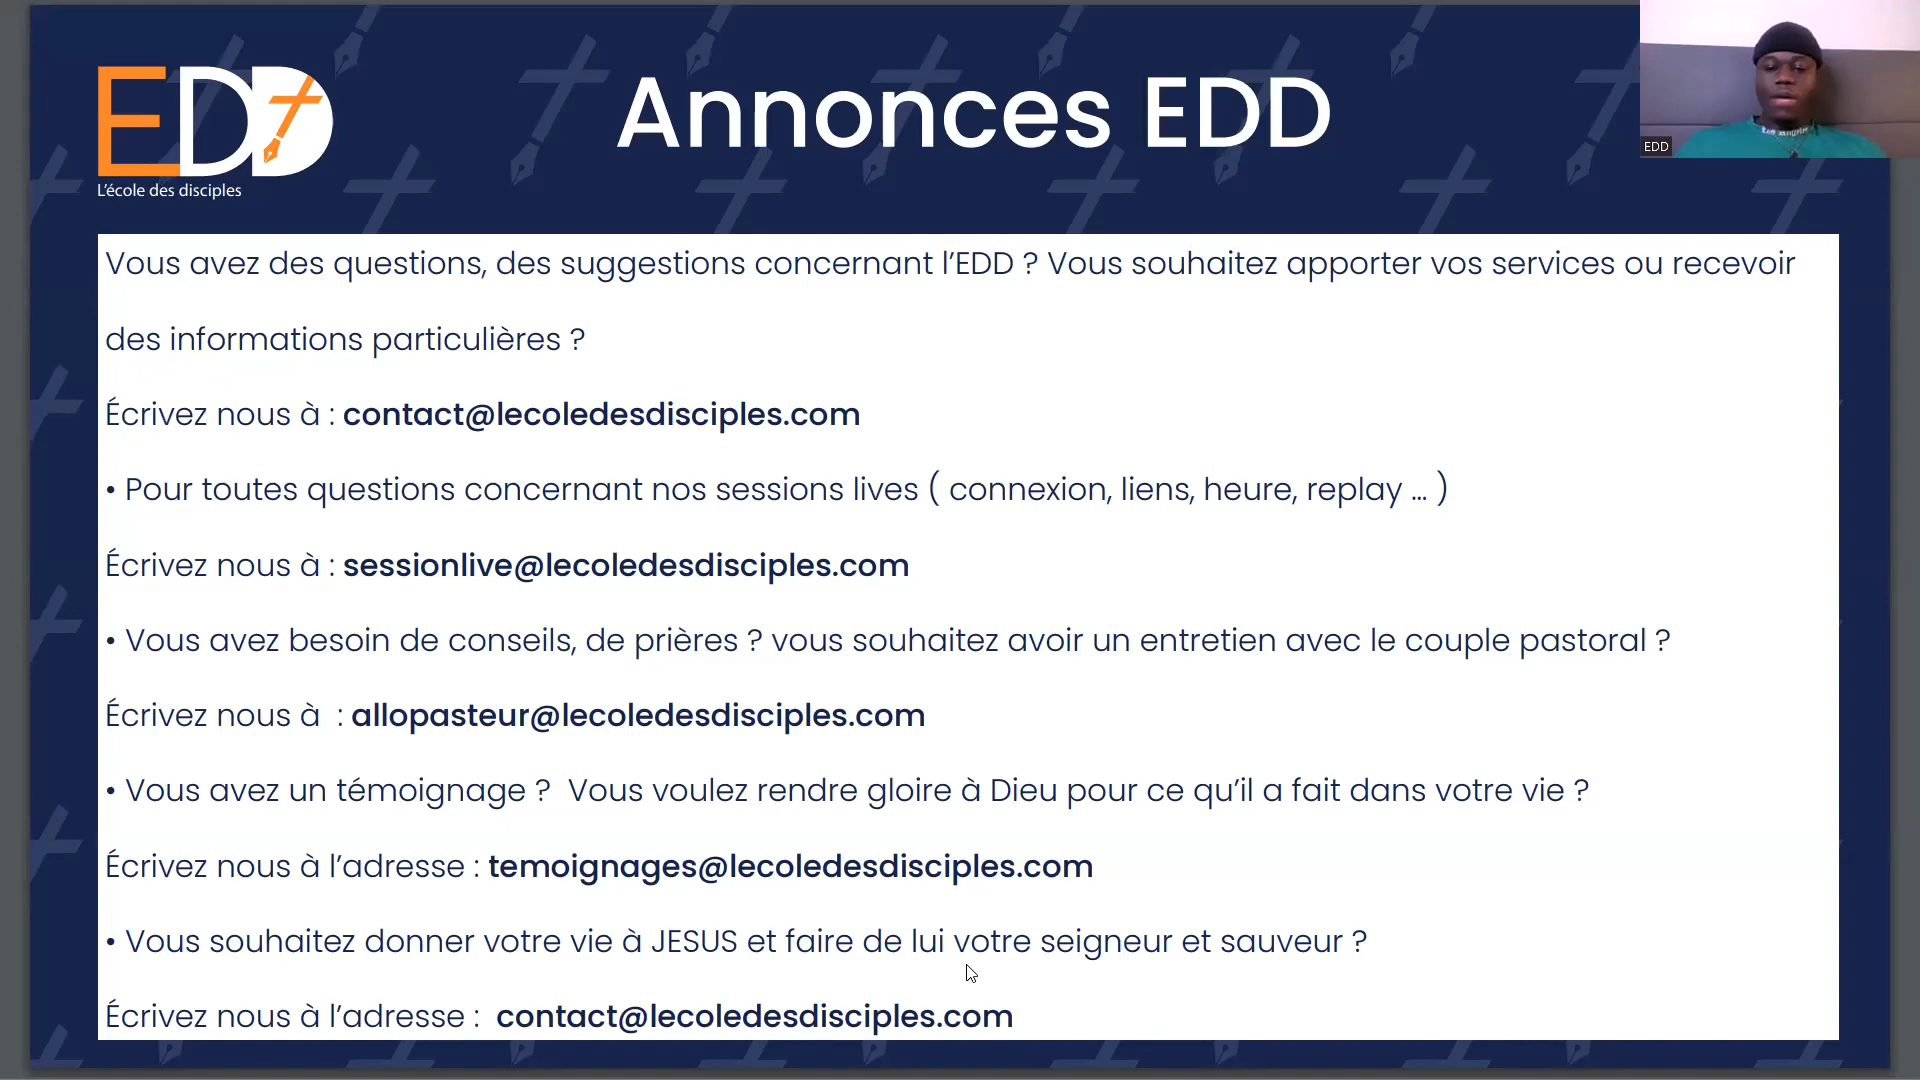 EDD
L'école des disciples
Annonces EDD
EDD
Vous avez des questions, des suggestions concernant l'EDD ? Vous souhaitez apporter vos services ou recevoir
des informations particulières ?
Écrivez nous à : contact@lecoledesdisciples.com
• Pour toutes questions concernant nos sessions lives ( connexion, liens, heure, replay ... )
Écrivez nous à : sessionlive@lecoledesdisciples.com
• Vous avez besoin de conseils, de prières ? vous souhaitez avoir un entretien avec le couple pastoral ?
Écrivez nous à  : allopasteur@lecoledesdisciples.com
• Vous avez un témoignage ?  Vous voulez rendre gloire à Dieu pour ce qu'il a fait dans votre vie ?
Écrivez nous à l'adresse : temoignages@lecoledesdisciples.com
• Vous souhaitez donner votre vie à JESUS et faire de lui votre seigneur et sauveur ?
Écrivez nous à l'adresse :  contact@lecoledesdisciples.com